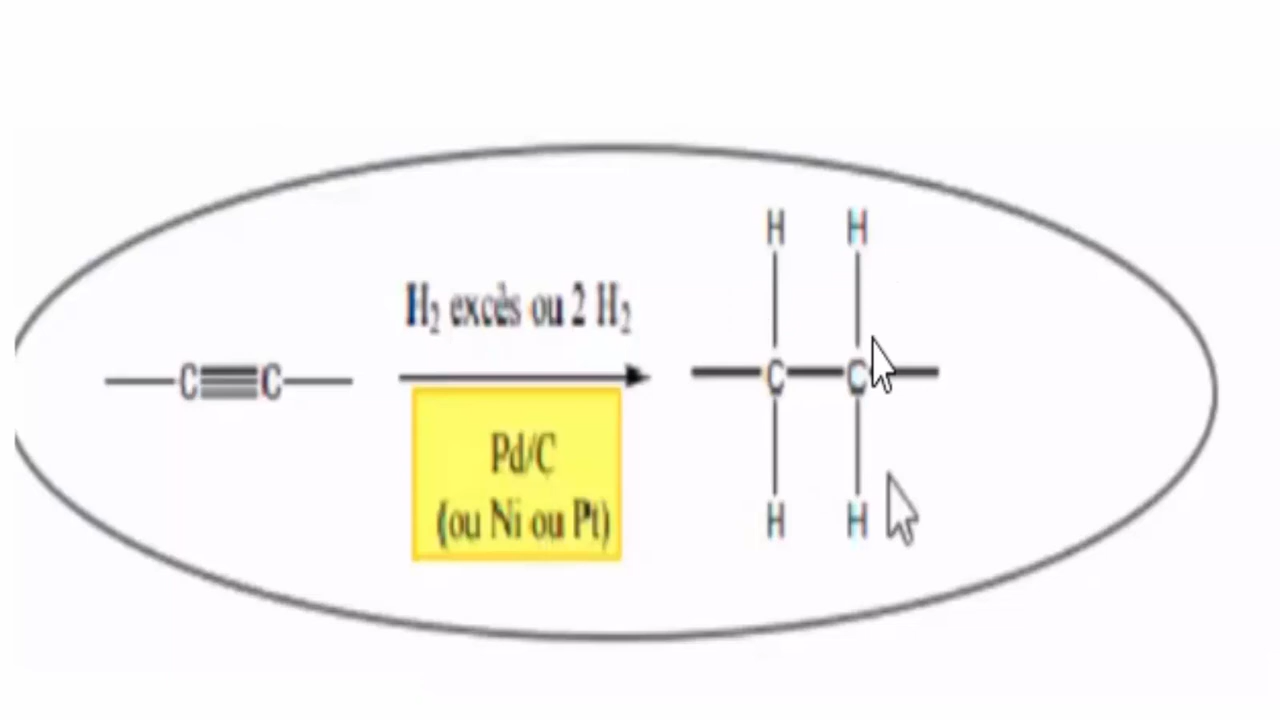 H H
H₂ excès ou 2 H₂
C≡C
C C
Pd/C
(ou Ni ou Pt)
H H